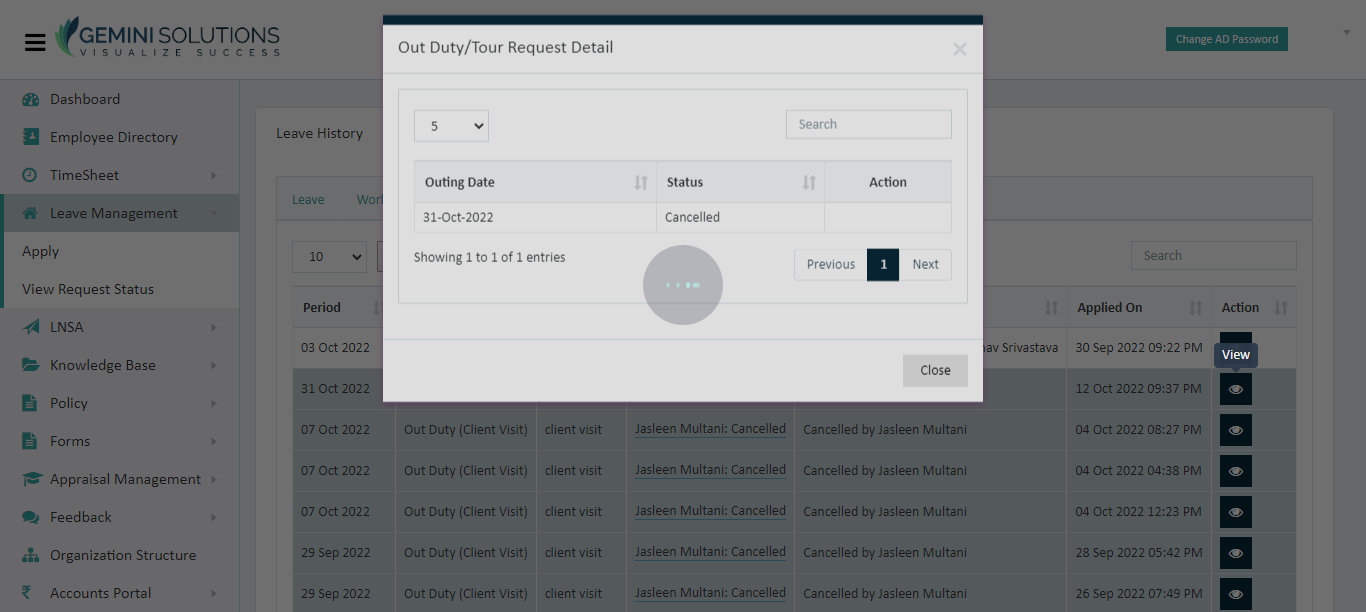 GEMINI SOLUTIONS
VISUALIZE SUCCESS
Change AD Password
Dashboard
Employee Directory
TimeSheet
Leave Management
Apply
View Request Status
LNSA
Knowledge Base
Policy
Forms
Appraisal Management
Feedback
Organization Structure
Accounts Portal
Leave History
Leave
10
Search
Period Applied On Action
03 Oct 2022 Srivastava 30 Sep 2022 09:22 PM
View
31 Oct 2022 12 Oct 2022 09:37 PM
07 Oct 2022 Out Duty (Client Visit) client visit Jasleen Multani: Cancelled Cancelled by Jasleen Multani 04 Oct 2022 08:27 PM
07 Oct 2022 Out Duty (Client Visit) client visit Jasleen Multani: Cancelled Cancelled by Jasleen Multani 04 Oct 2022 04:38 PM
07 Oct 2022 Out Duty (Client Visit) client visit Jasleen Multani: Cancelled Cancelled by Jasleen Multani 04 Oct 2022 12:23 PM
29 Sep 2022 Out Duty (Client Visit) client visit Jasleen Multani: Cancelled Cancelled by Jasleen Multani 28 Sep 2022 05:42 PM
29 Sep 2022 Out Duty (Client Visit) client visit Jasleen Multani: Cancelled Cancelled by Jasleen Multani 26 Sep 2022 07:49 PM
Out Duty/Tour Request Detail
5
Search
Outing Date Status Action
31-Oct-2022 Cancelled
Showing 1 to 1 of 1 entries
Previous 1 Next
Close